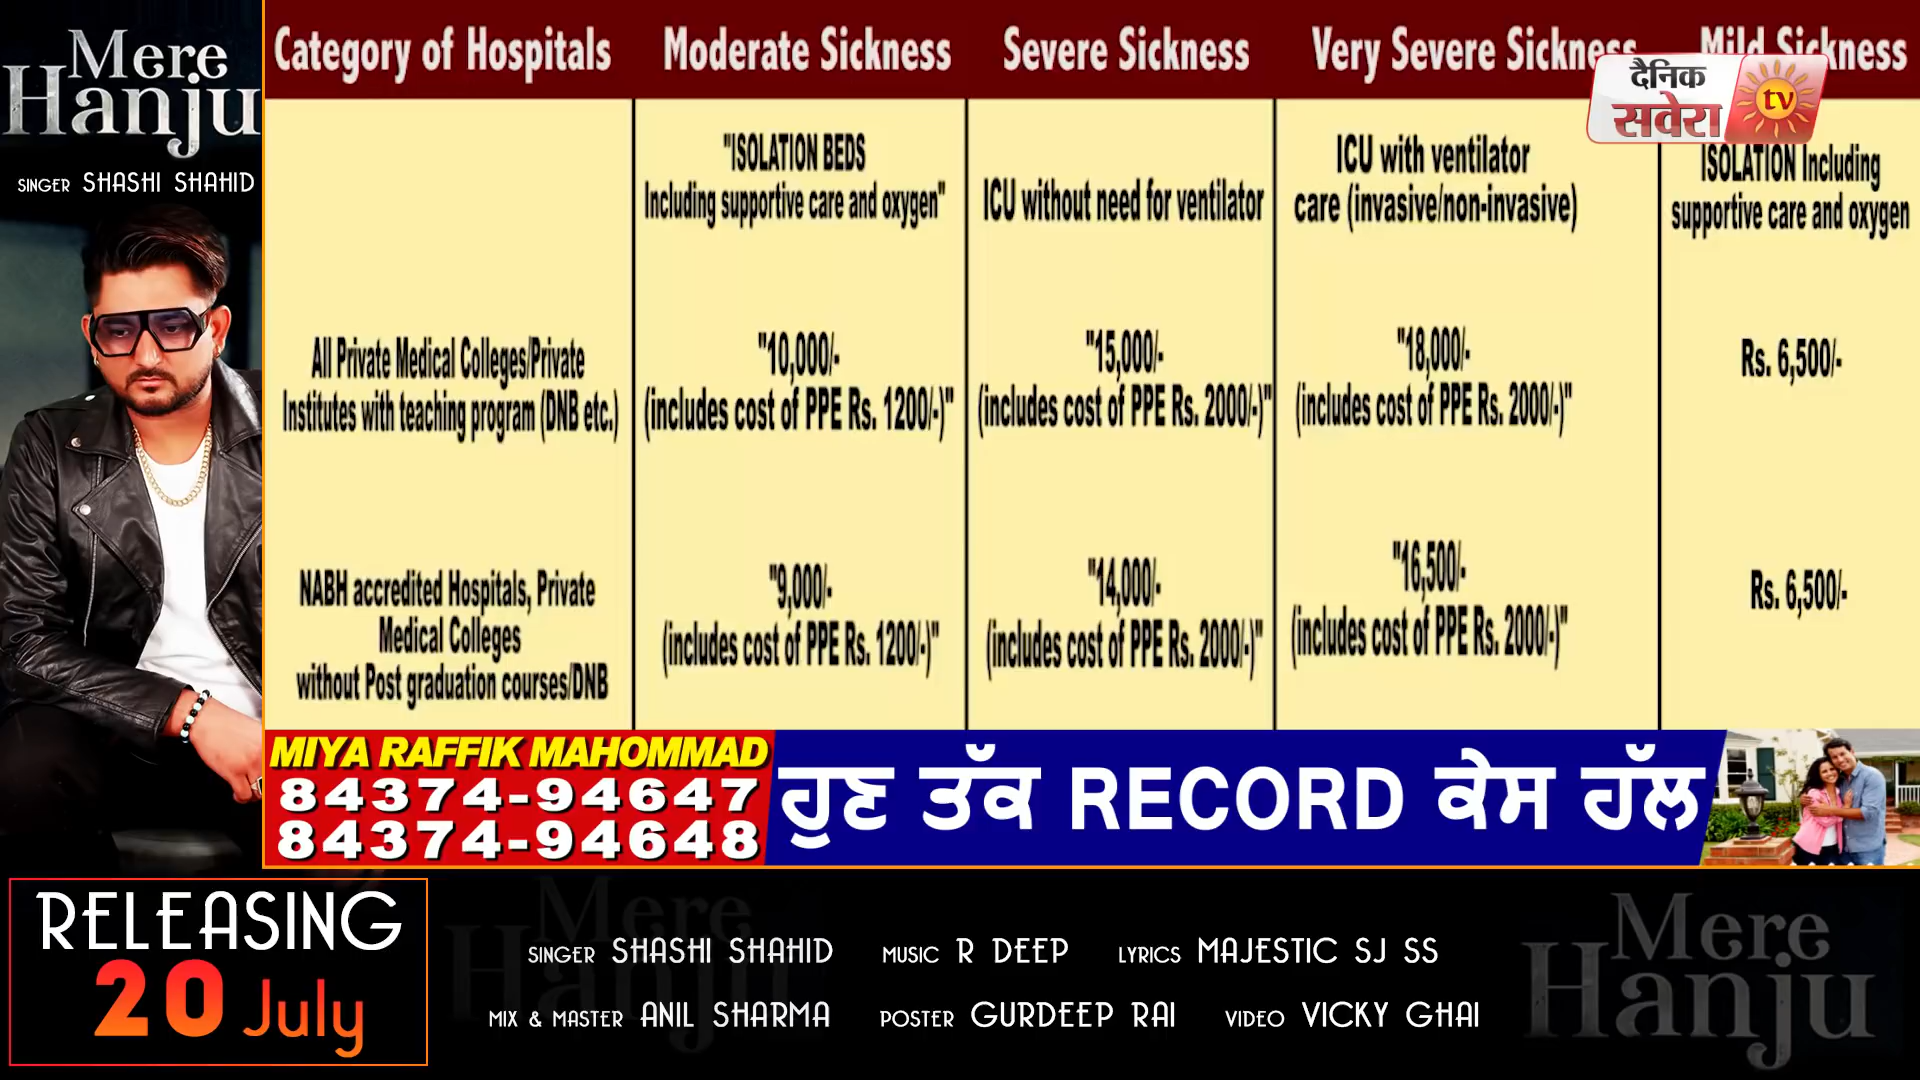 Mere
Hanju
SINGER SHASHI SHAHID
Category of Hospitals
Moderate Sickness
Severe Sickness
Very Severe Sickness
Mild Sickness
दैनिक
सवेरा
tv
"ISOLATION BEDS
Including supportive care and oxygen"
ICU without need for ventilator
ICU with ventilator
care (invasive/non-invasive)
ISOLATION Including
supportive care and oxygen
All Private Medical Colleges/Private
Institutes with teaching program (DNB etc.)
"10,000/-
(includes cost of PPE Rs. 1200/-)"
"15,000/-
(includes cost of PPE Rs. 2000/-)"
"18,000/-
(includes cost of PPE Rs. 2000/-)"
Rs. 6,500/-
NABH accredited Hospitals, Private
Medical Colleges
without Post graduation courses/DNB
"9,000/-
(includes cost of PPE Rs. 1200/-)"
"14,000/-
(includes cost of PPE Rs. 2000/-)"
"16,500/-
(includes cost of PPE Rs. 2000/-)"
Rs. 6,500/-
MIYA RAFFIK MAHOMMAD
84374-94647
84374-94648
ਹੁਣ ਤੱਕ RECORD ਕੇਸ ਹੱਲ
RELEASING
20 July
SINGER SHASHI SHAHID MUSIC R DEEP LYRICS MAJESTIC SJ SS
MIX & MASTER ANIL SHARMA POSTER GURDEEP RAI VIDEO VICKY GHAI
Mere
Hanju
Mere
Hanju